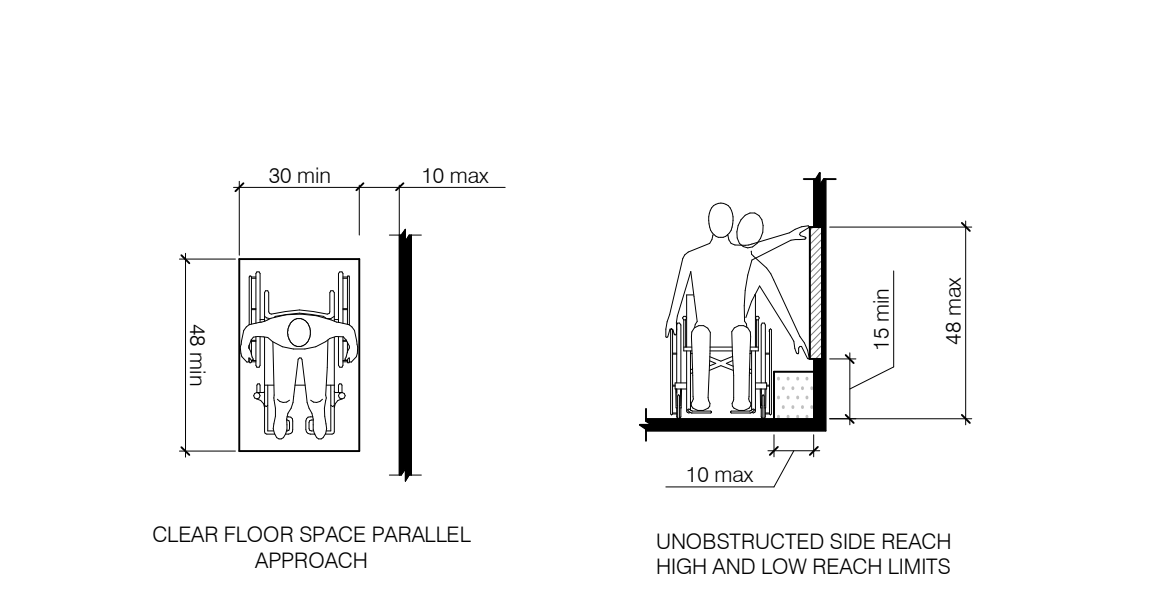 30 min
10 max
48 min
CLEAR FLOOR SPACE PARALLEL
APPROACH
15 min
48 max
10 max
UNOBSTRUCTED SIDE REACH
HIGH AND LOW REACH LIMITS